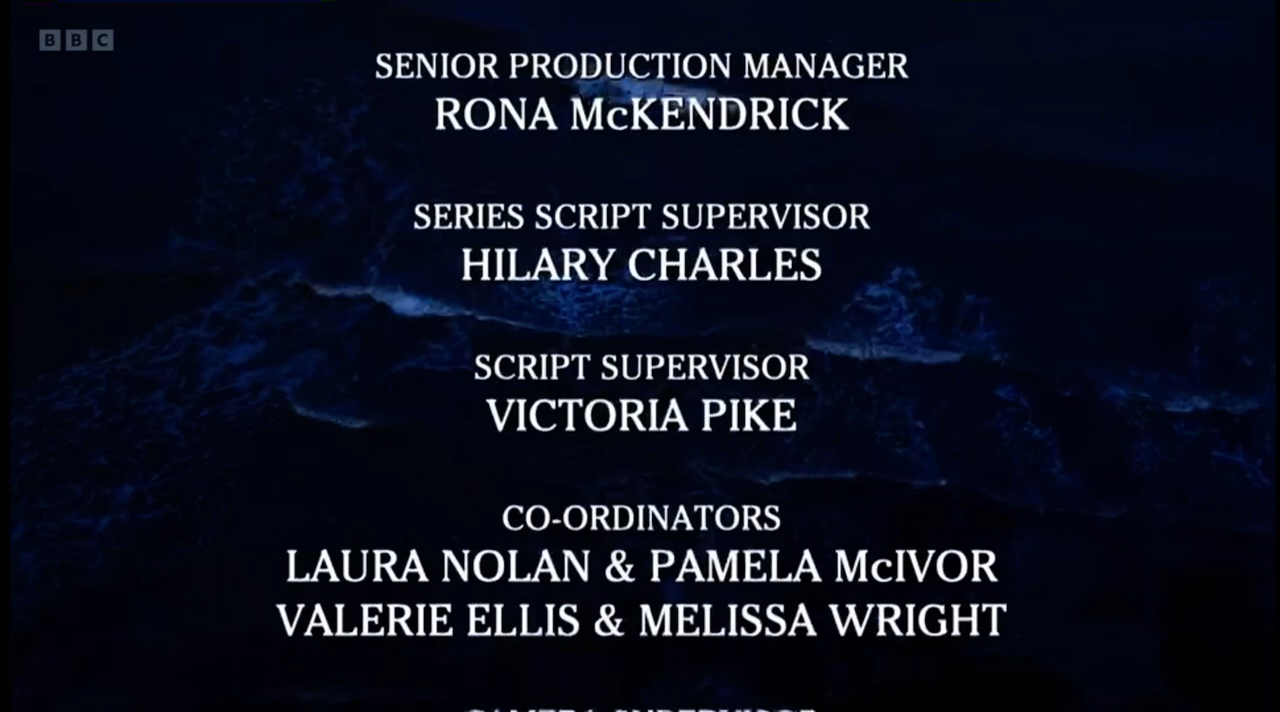 BBC
SENIOR PRODUCTION MANAGER
RONA McKENDRICK
SERIES SCRIPT SUPERVISOR
HILARY CHARLES
SCRIPT SUPERVISOR
VICTORIA PIKE
CO-ORDINATORS
LAURA NOLAN & PAMELA McIVOR
VALERIE ELLIS & MELISSA WRIGHT